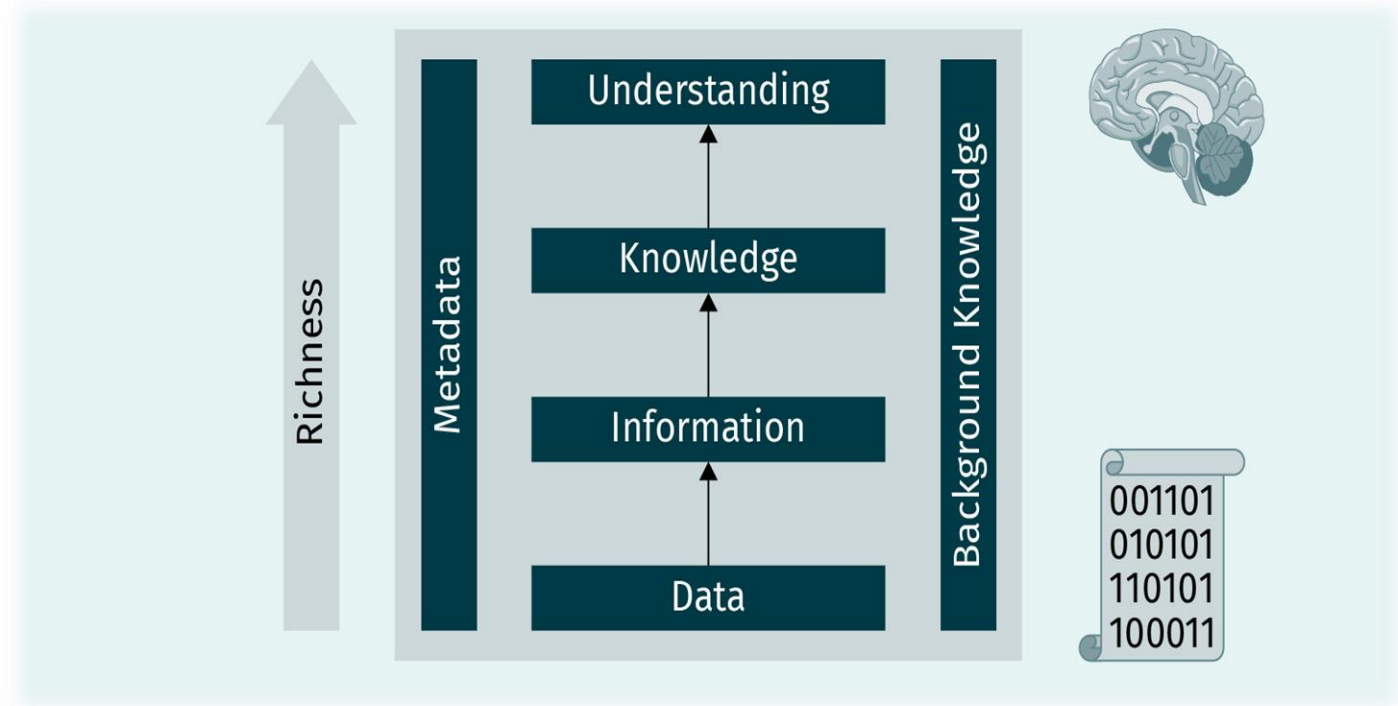 Understanding
Knowledge
Information
Data
Richness
Metadata
Background Knowledge
001101
010101
110101
100011